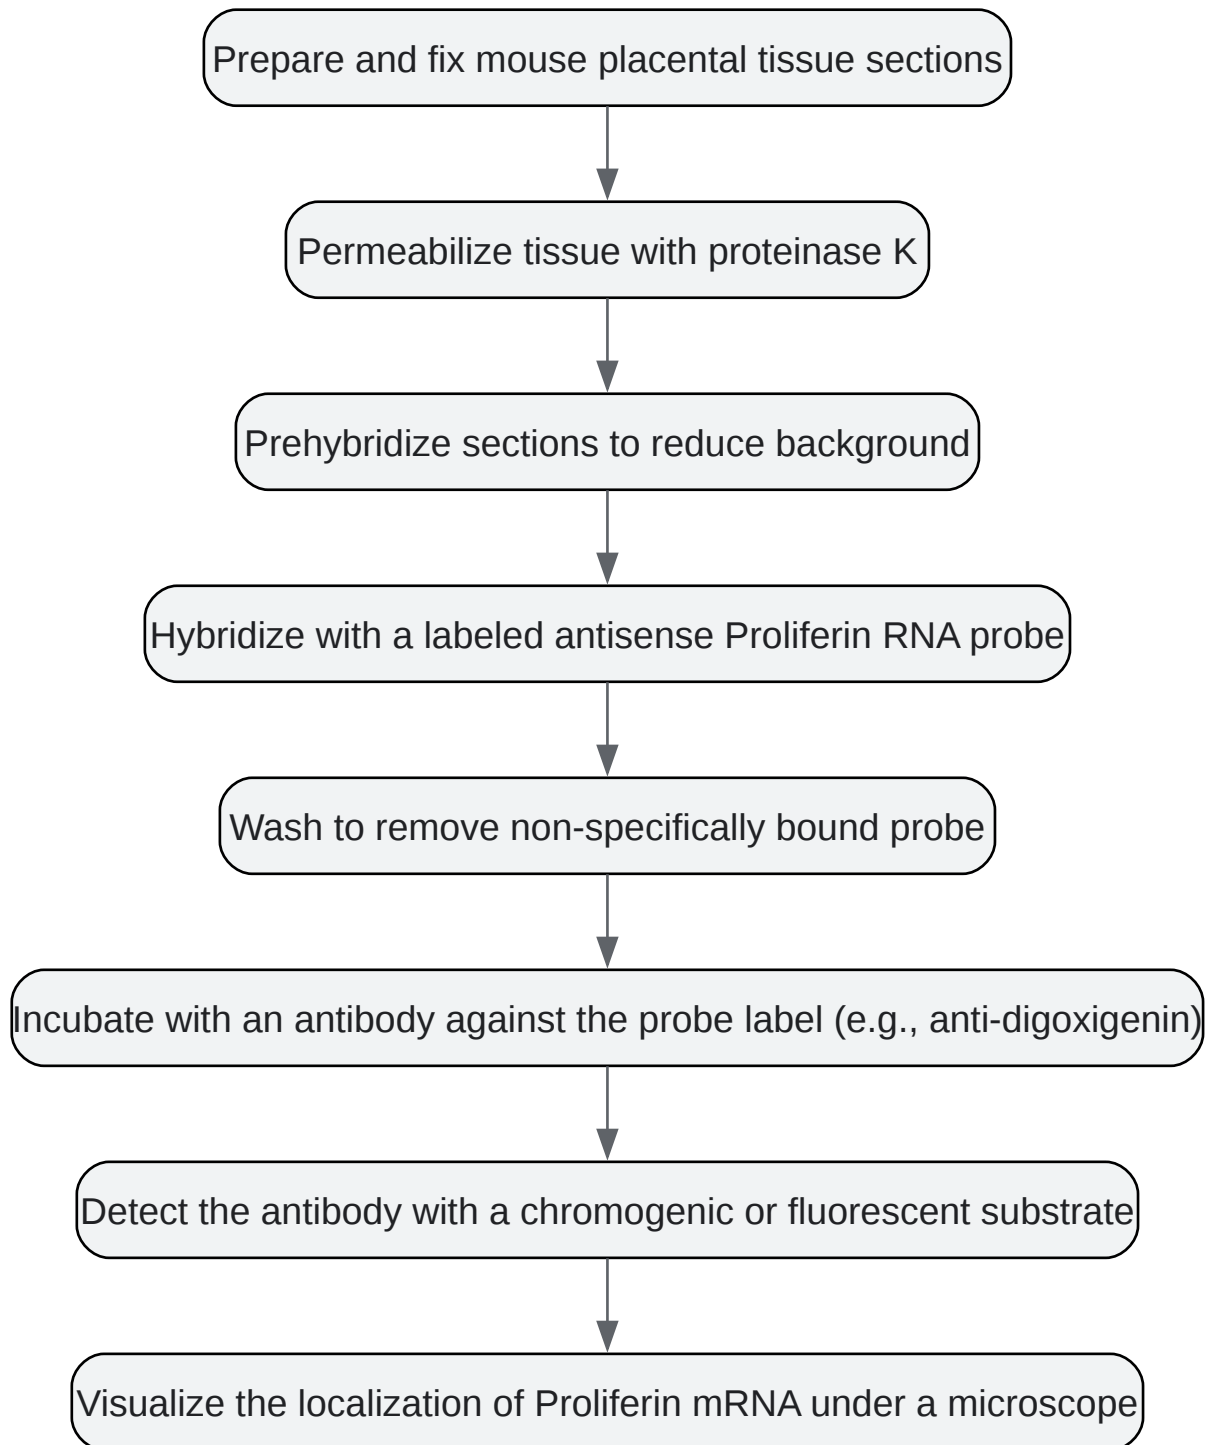 Prepare and fix mouse placental tissue sections
Permeabilize tissue with proteinase K
Prehybridize sections to reduce background
Hybridize with a labeled antisense Proliferin RNA probe
Wash to remove non-specifically bound probe
Incubate with an antibody against the probe label (e.g., anti-digoxigenin)
Detect the antibody with a chromogenic or fluorescent substrate
Visualize the localization of Proliferin mRNA under a microscope